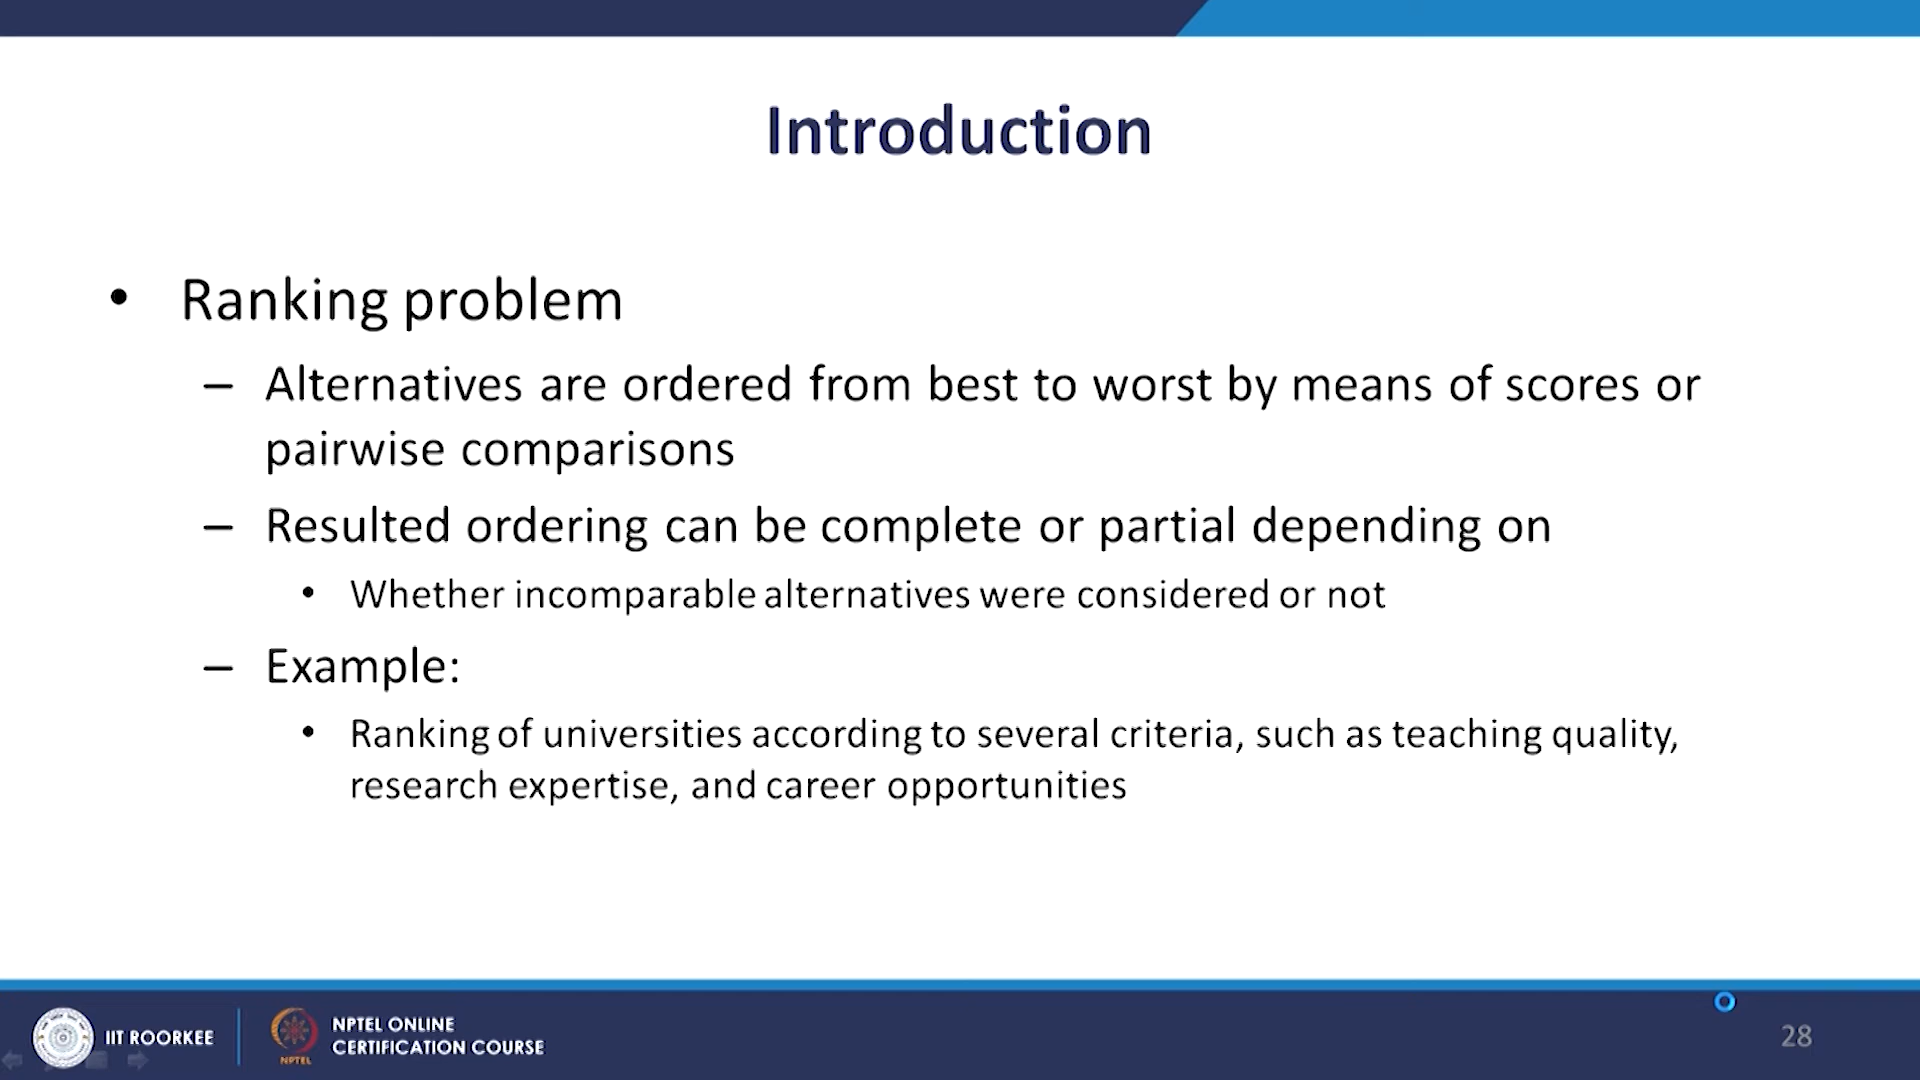 Introduction
• Ranking problem
– Alternatives are ordered from best to worst by means of scores or
pairwise comparisons
– Resulted ordering can be complete or partial depending on
• Whether incomparable alternatives were considered or not
– Example:
• Ranking of universities according to several criteria, such as teaching quality,
research expertise, and career opportunities
IIT ROORKEE
NPTEL
NPTEL ONLINE
CERTIFICATION COURSE
28